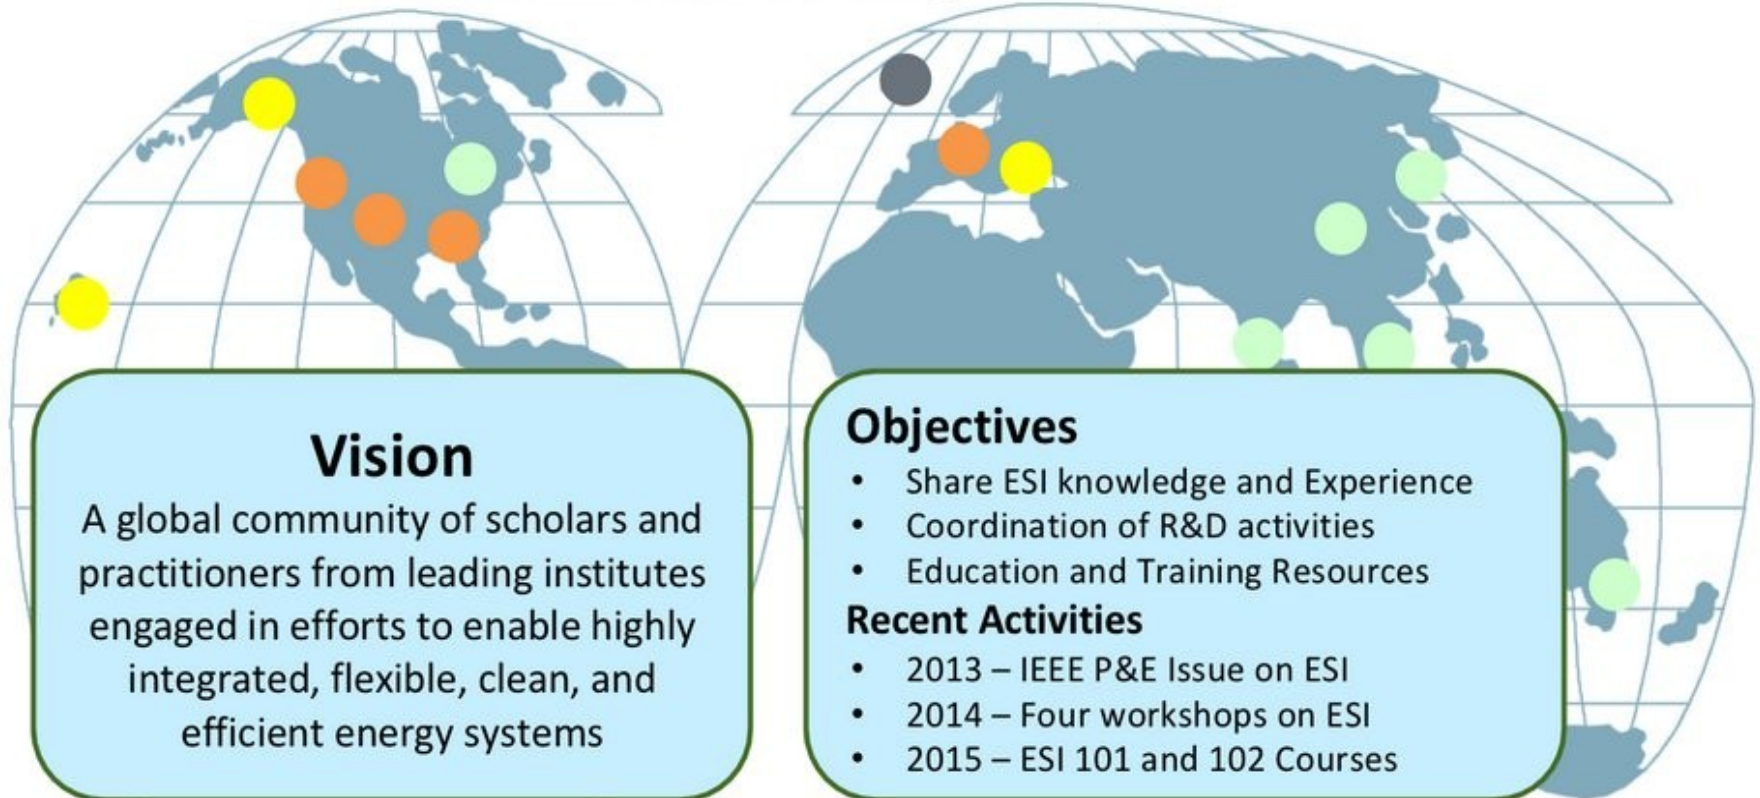 Vision
A global community of scholars and
practitioners from leading institutes
engaged in efforts to enable highly
integrated, flexible, clean, and
efficient energy systems
Objectives
• Share ESI knowledge and Experience
• Coordination of R&D activities
• Education and Training Resources
Recent Activities
• 2013 – IEEE P&E Issue on ESI
• 2014 – Four workshops on ESI
• 2015 – ESI 101 and 102 Courses